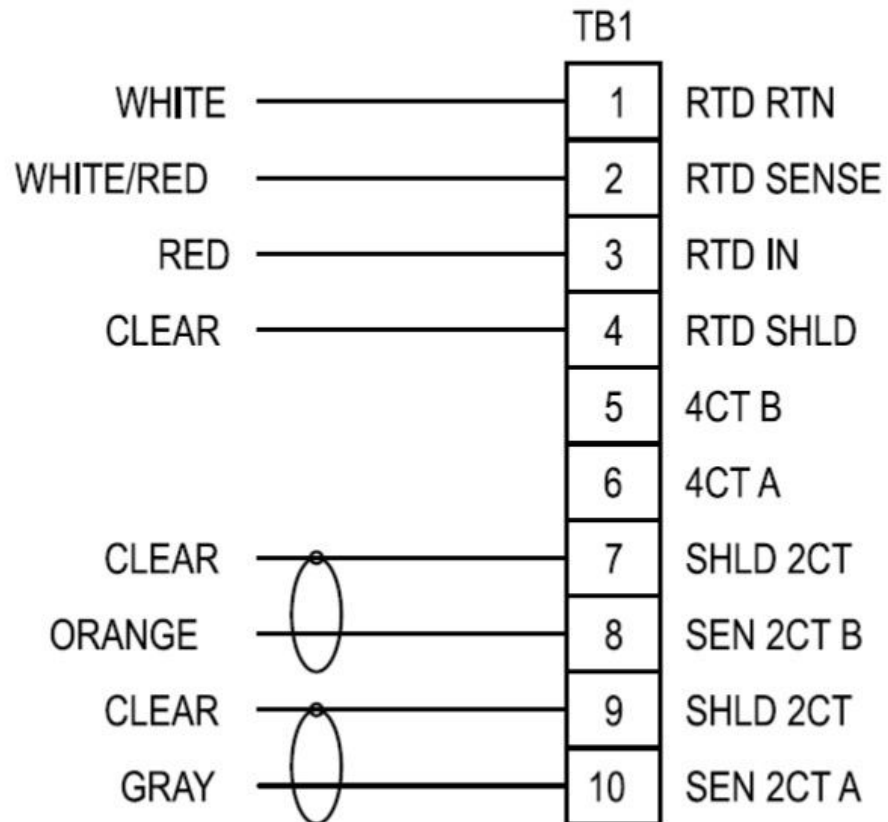 TB1
WHITE 1 RTD RTN
WHITE/RED 2 RTD SENSE
RED 3 RTD IN
CLEAR 4 RTD SHLD
5 4CT B
6 4CT A
CLEAR 7 SHLD 2CT
ORANGE 8 SEN 2CT B
CLEAR 9 SHLD 2CT
GRAY 10 SEN 2CT A